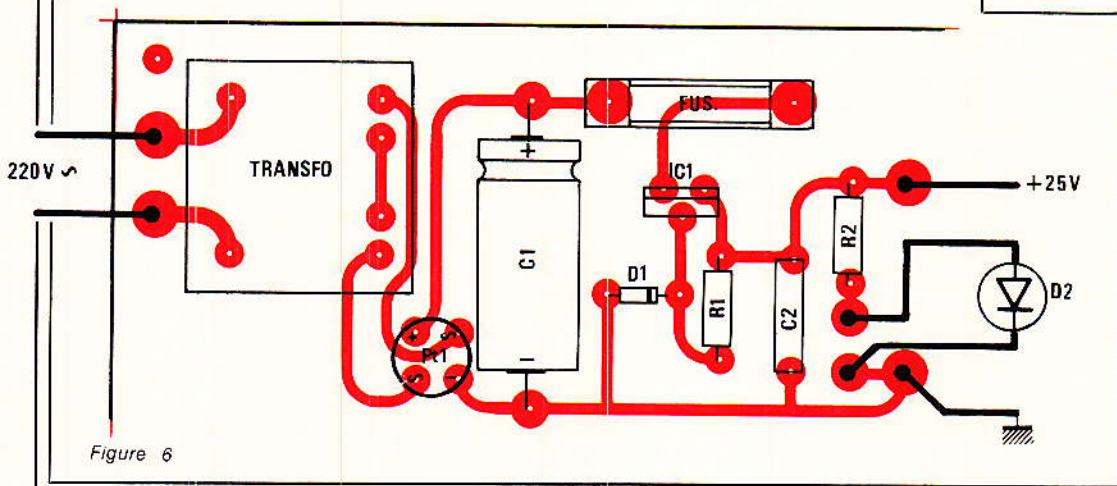 220V ~
TRANSFO
FUS.
IC1
+25V
+
C1
−
D1
R1
C2
R2
D2
+
Pt1
−
Figure 6